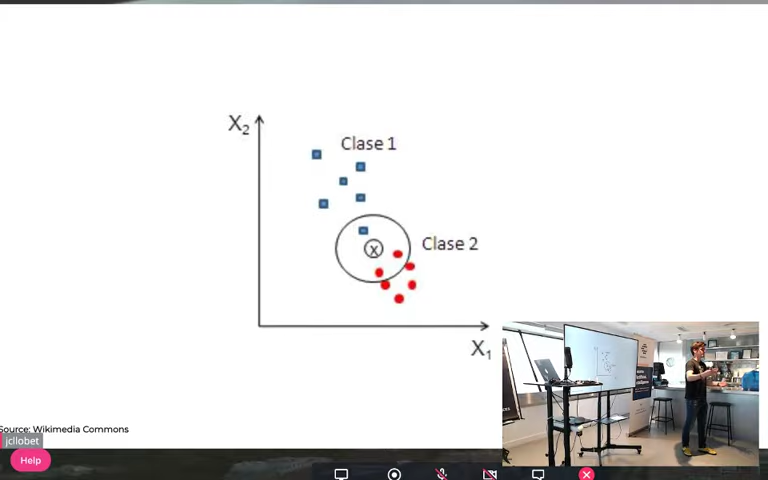 X2
Clase 1
X
Clase 2
X1
Source: Wikimedia Commons
jcllobet
Help